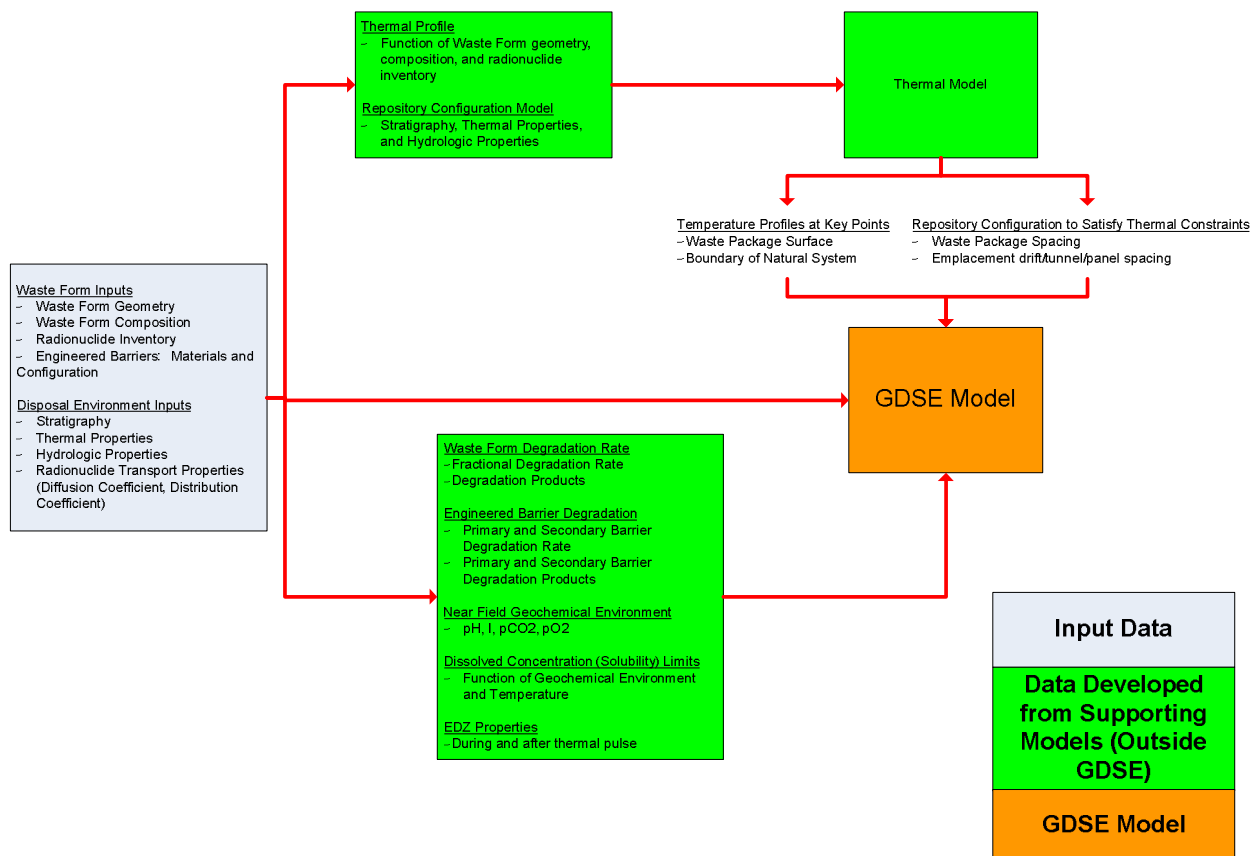 Thermal Profile
- Function of Waste Form geometry,
composition, and radionuclide
inventory
Repository Configuration Model
- Stratigraphy, Thermal Properties,
and Hydrologic Properties
Thermal Model
Temperature Profiles at Key Points
-Waste Package Surface
-Boundary of Natural System
Repository Configuration to Satisfy Thermal Constraints
- Waste Package Spacing
- Emplacement drift/tunnel/panel spacing
Waste Form Inputs
- Waste Form Geometry
- Waste Form Composition
- Radionuclide Inventory
- Engineered Barriers: Materials and
Configuration
Disposal Environment Inputs
- Stratigraphy
- Thermal Properties
- Hydrologic Properties
- Radionuclide Transport Properties
(Diffusion Coefficient, Distribution
Coefficient)
GDSE Model
Waste Form Degradation Rate
-Fractional Degradation Rate
-Degradation Products
Engineered Barrier Degradation
- Primary and Secondary Barrier
Degradation Rate
- Primary and Secondary Barrier
Degradation Products
Near Field Geochemical Environment
- pH, I, pCO2, pO2
Dissolved Concentration (Solubility) Limits
- Function of Geochemical Environment
and Temperature
EDZ Properties
-During and after thermal pulse
Input Data
Data Developed
from Supporting
Models (Outside
GDSE)
GDSE Model